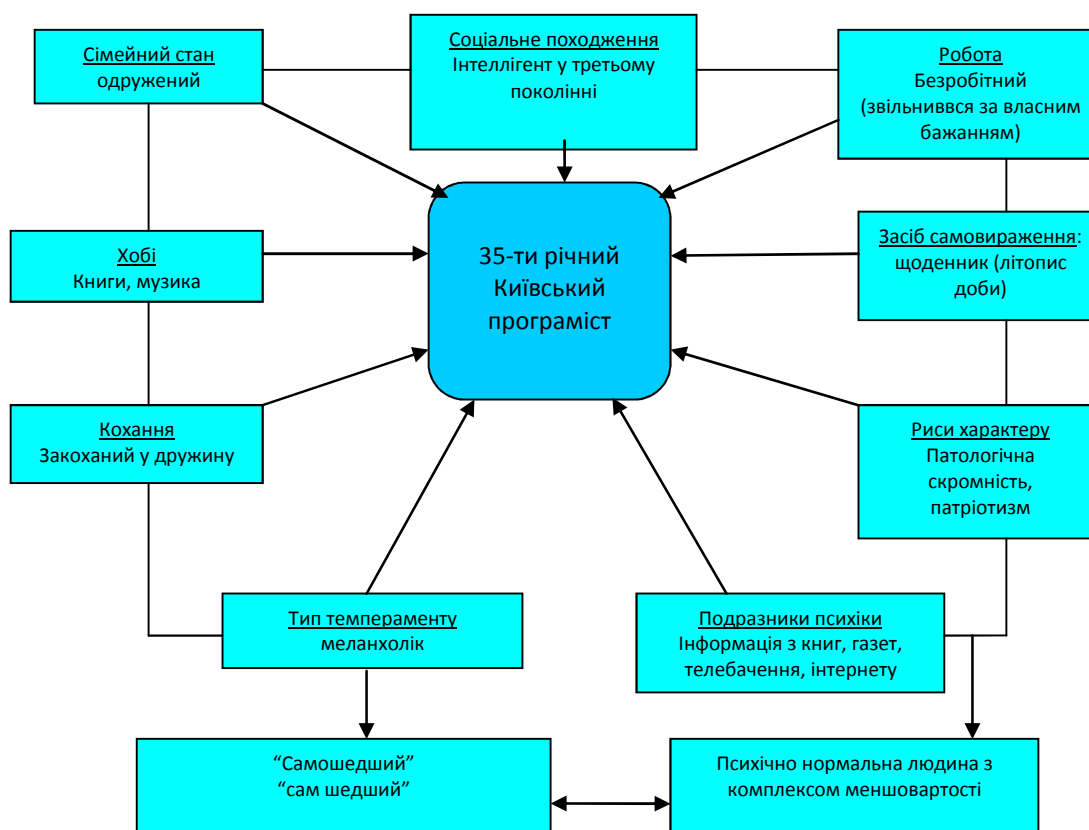 Сімейний стан
одружений
Соціальне походження
Інтеллігент у третьому
поколінні
Робота
Безробітний
(звільниввся за власним
бажанням)
Хобі
Книги, музика
35-ти річний
Київський
програміст
Засіб самовираження:
щоденник (літопис
доби)
Кохання
Закоханий у дружину
Риси характеру
Патологічна
скромність,
патріотизм
Тип темпераменту
меланхолік
Подразники психіки
Інформація з книг, газет,
телебачення, інтернету
“Самошедший”
“сам шедший”
Психічно нормальна людина з
комплексом меншовартості